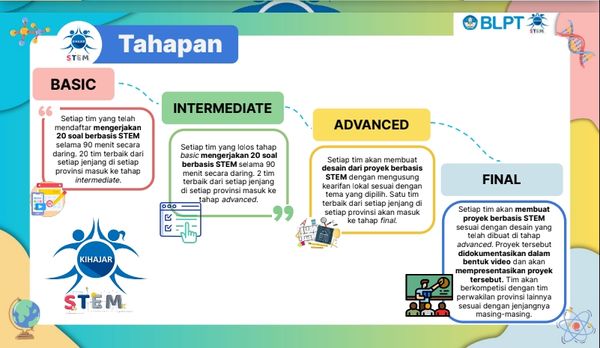 KIHAJAR
STEM
Tahapan
BLPT
STEM
BASIC
Setiap tim yang telah
mendaftar mengerjakan
20 soal berbasis STEM
selama 90 menit secara
daring. 20 tim terbaik dari
setiap jenjang di setiap
provinsi masuk ke tahap
intermediate.
INTERMEDIATE
Setiap tim yang lolos tahap
basic mengerjakan 20 soal
berbasis STEM selama 90
menit secara daring. 2 tim
terbaik dari setiap jenjang
di setiap provinsi masuk ke
tahap advanced.
ADVANCED
Setiap tim akan membuat
desain dari proyek berbasis
STEM dengan mengusung
kearifan lokal sesuai dengan
tema yang dipilih. Satu tim
terbaik dari setiap jenjang di
setiap provinsi akan masuk
ke tahap final.
FINAL
Setiap tim akan membuat
proyek berbasis STEM
sesuai dengan desain yang
telah dibuat di tahap
advanced. Proyek tersebut
didokumentasikan dalam
bentuk video dan akan
mempresentasikan proyek
tersebut. Tim akan
berkompetisi dengan tim
perwakilan provinsi lainnya
sesuai dengan jenjangnya
masing-masing.
KIHAJAR
STEM